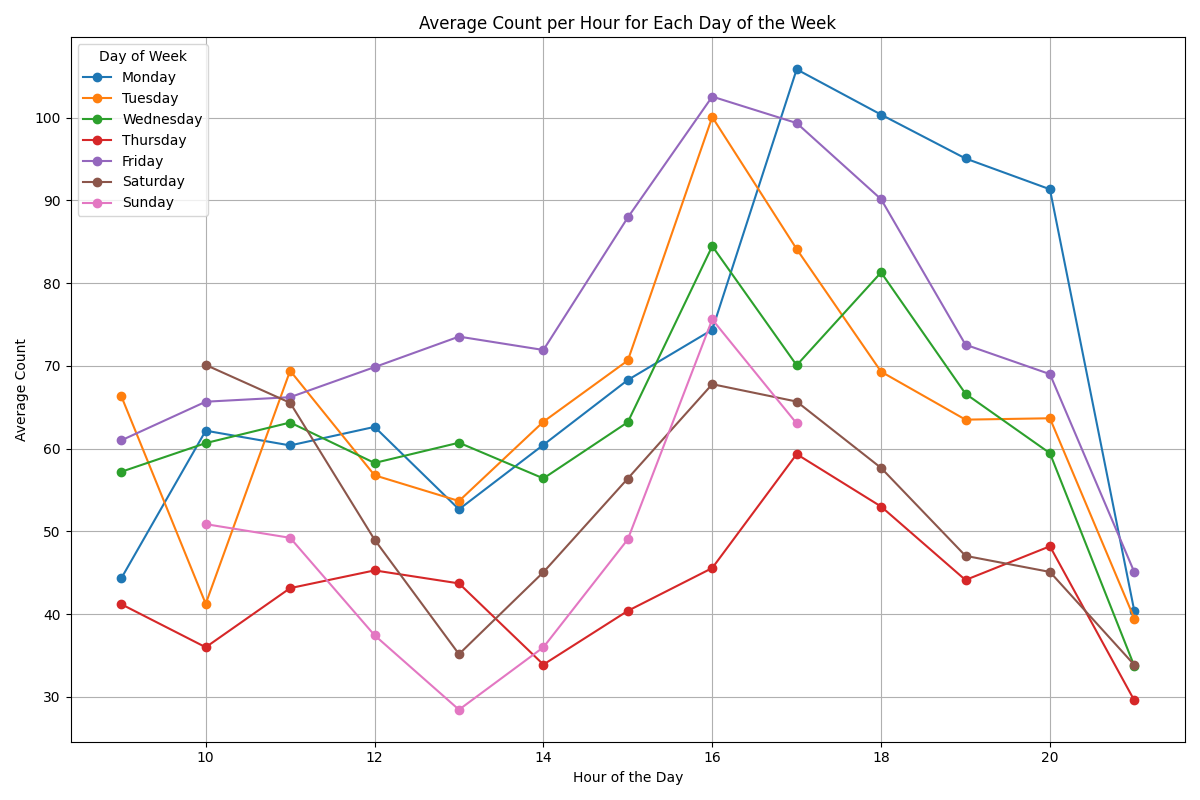 Average Count per Hour for Each Day of the Week
Day of Week
Monday
Tuesday
Wednesday
Thursday
Friday
Saturday
Sunday
100
90
80
70
60
50
40
30
Average Count
10 12 14 16 18 20
Hour of the Day